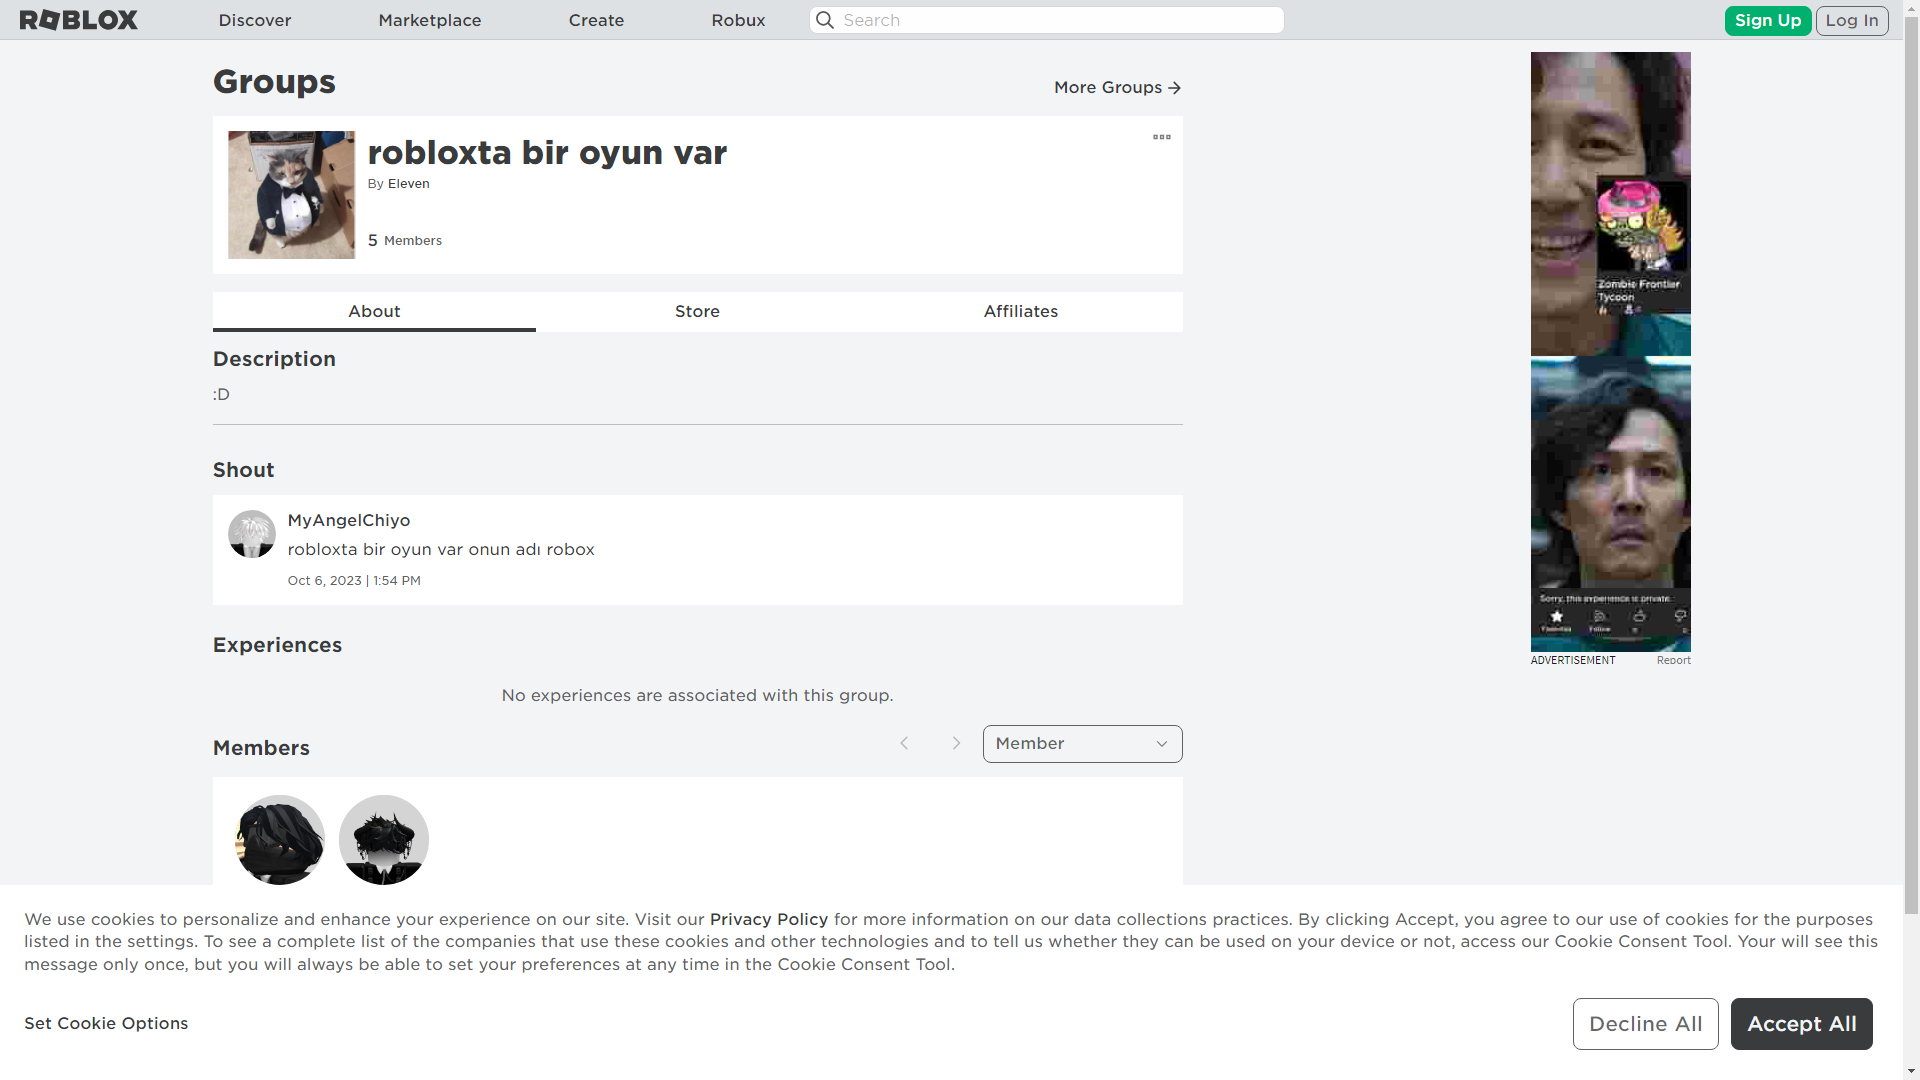 ROBLOX
Discover
Marketplace
Create
Robux
Search
Sign Up
Log In
Groups
More Groups
robloxta bir oyun var
By Eleven
5 Members
About
Store
Affiliates
Description
:D
Shout
MyAngelChiyo
robloxta bir oyun var onun adı robox
Oct 6, 2023 | 1:54 PM
Experiences
No experiences are associated with this group.
Members
Member
Zombie Frontier
Tycoon
Sorry, this experience is private.
Favorites
Follow
ADVERTISEMENT
Report
We use cookies to personalize and enhance your experience on our site. Visit our Privacy Policy for more information on our data collections practices. By clicking Accept, you agree to our use of cookies for the purposes
listed in the settings. To see a complete list of the companies that use these cookies and other technologies and to tell us whether they can be used on your device or not, access our Cookie Consent Tool. Your will see this
message only once, but you will always be able to set your preferences at any time in the Cookie Consent Tool.
Set Cookie Options
Decline All
Accept All